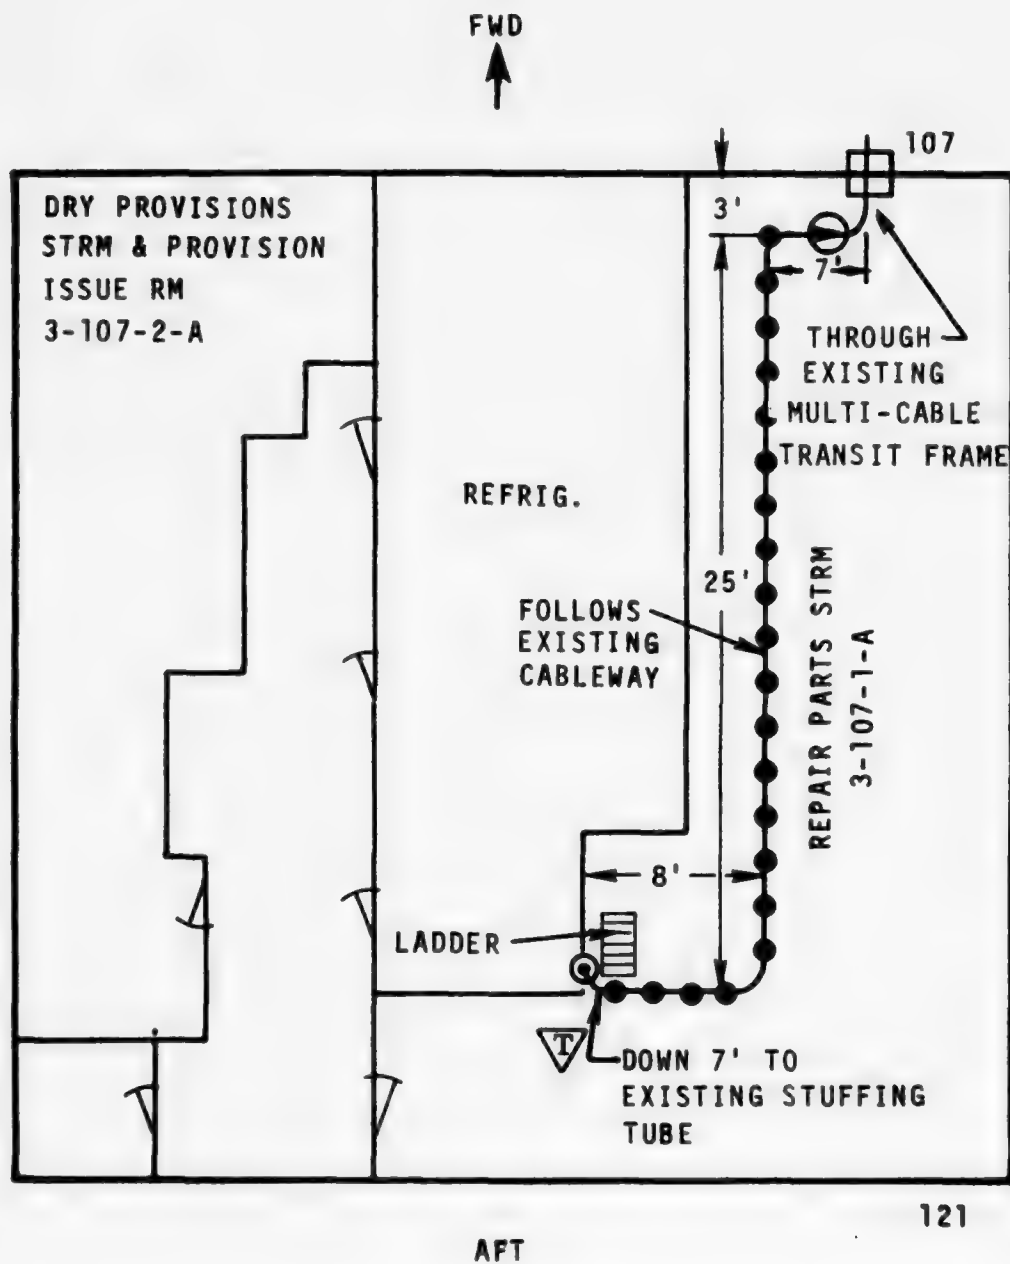 FWD
107
DRY PROVISIONS
STRM & PROVISION
ISSUE RM
3-107-2-A
3'
7'
THROUGH
EXISTING
MULTI-CABLE
TRANSIT FRAME
REFRIG.
25'
FOLLOWS
EXISTING
CABLEWAY
REPAIR PARTS STRM
3-107-1-A
8'
LADDER
T
DOWN 7' TO
EXISTING STUFFING
TUBE
121
AFT